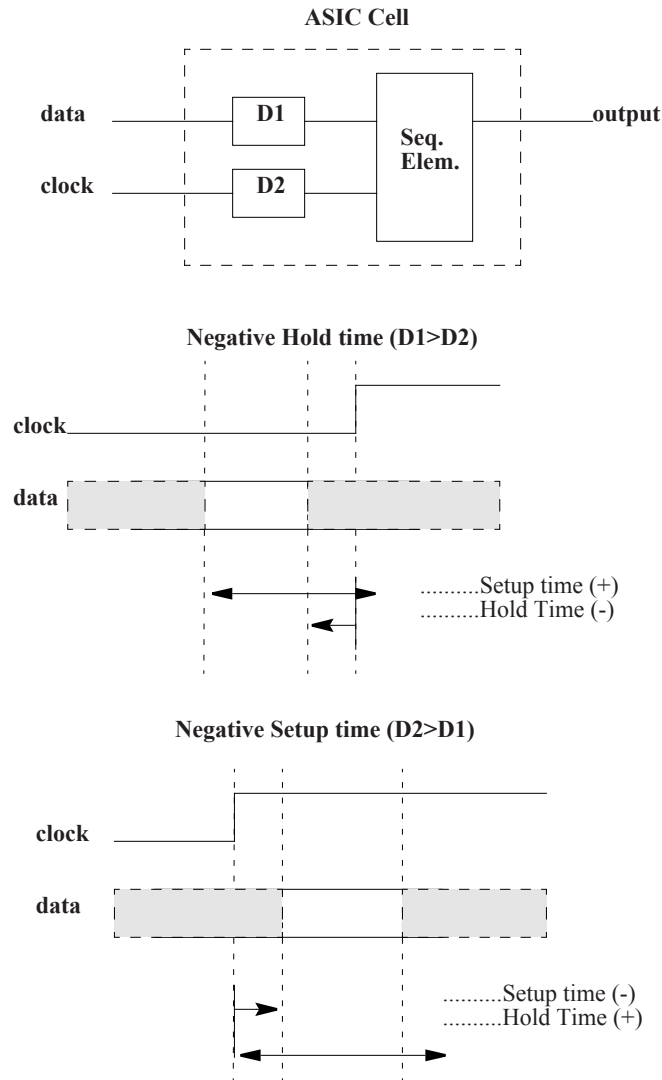 ASIC Cell
data
D1
Seq.
Elem.
output
clock
D2
Negative Hold time (D1>D2)
clock
data
..........Setup time (+)
..........Hold Time (-)
Negative Setup time (D2>D1)
clock
data
..........Setup time (-)
..........Hold Time (+)